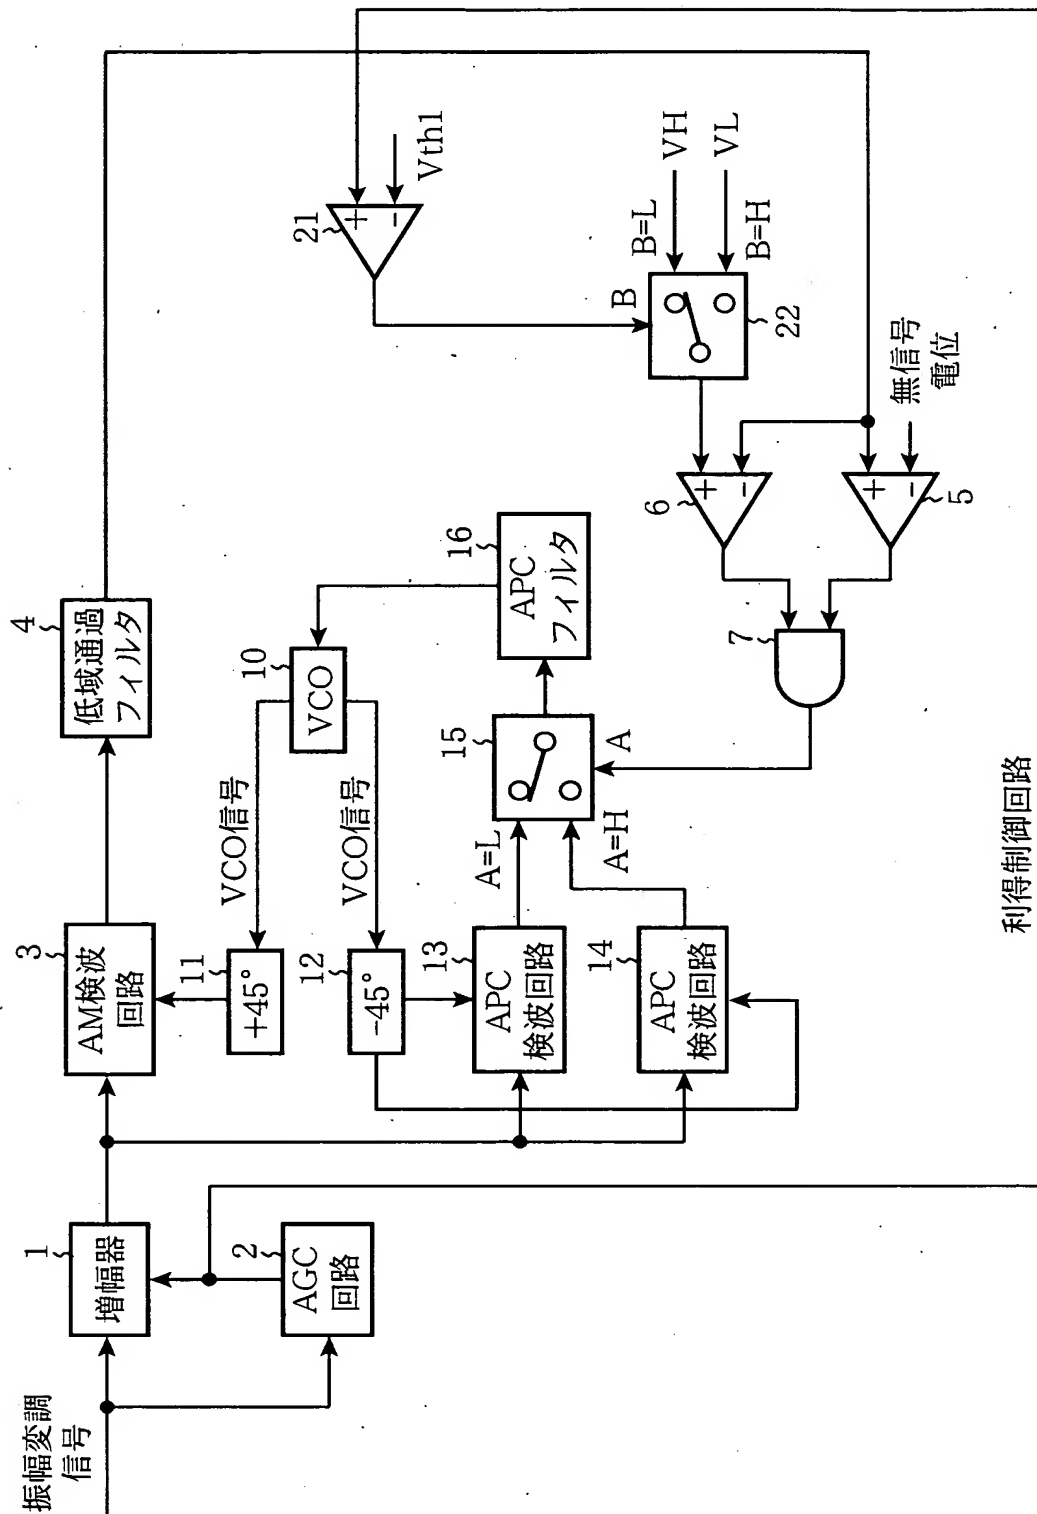 振幅変調
信号
1
増幅器
2
AGC
回路
3
AM検波
回路
4
低域通過
フィルタ
11
+45°
12
-45°
VCO信号
VCO信号
10
VCO
13
APC
検波回路
14
APC
検波回路
A=L
A=H
15
A
16
APC
フィルタ
7
6
+
-
5
+
-
無信号
電位
21
+
-
Vth1
B
B=L
VH
B=H
VL
22
利得制御回路